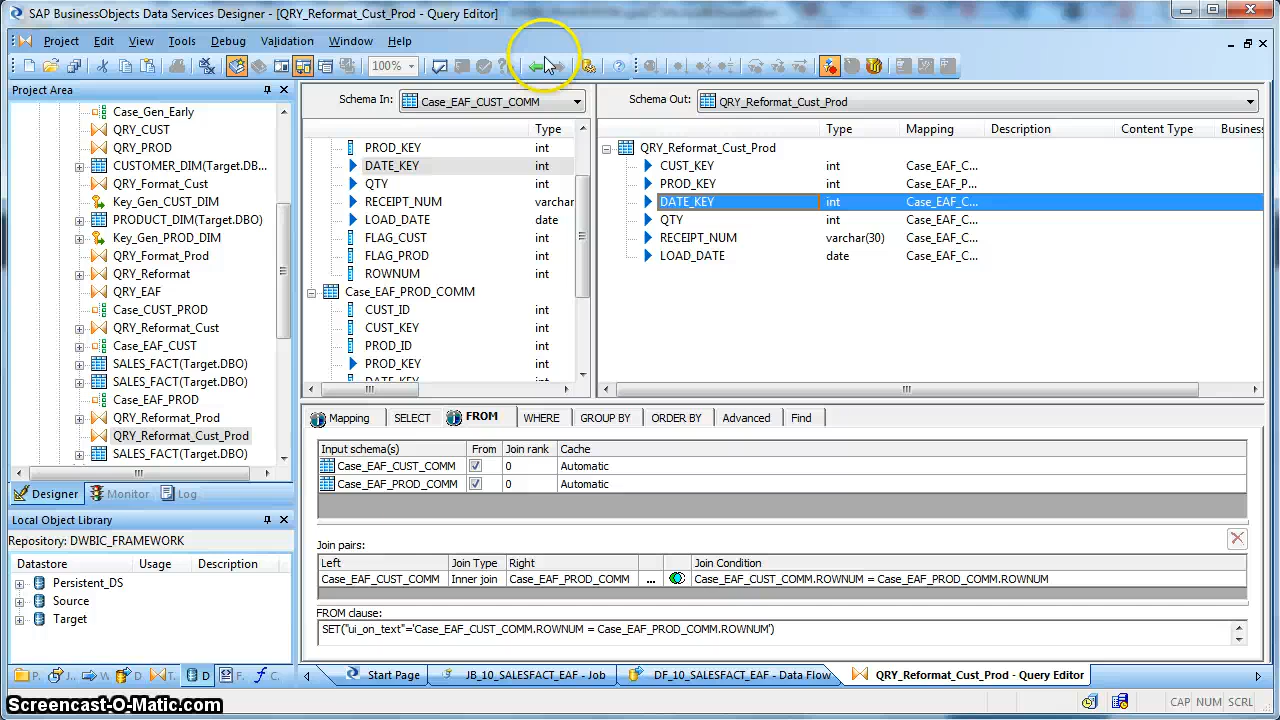 SAP BusinessObjects Data Services Designer - [QRY_Reformat_Cust_Prod - Query Editor]
Project Edit View Tools Debug Validation Window Help
100%
Project Area
Case_Gen_Early
QRY_CUST
QRY_PROD
CUSTOMER_DIM(Target.DB...
QRY_Format_Cust
Key_Gen_CUST_DIM
PRODUCT_DIM(Target.DBO)
Key_Gen_PROD_DIM
QRY_Format_Prod
QRY_Reformat
QRY_EAF
Case_CUST_PROD
QRY_Reformat_Cust
Case_EAF_CUST
SALES_FACT(Target.DBO)
SALES_FACT(Target.DBO)
Case_EAF_PROD
QRY_Reformat_Prod
QRY_Reformat_Cust_Prod
SALES_FACT(Target.DBO)
Designer Monitor Log
Local Object Library
Repository: DWBIC_FRAMEWORK
Datastore Usage Description
Persistent_DS
Source
Target
P. J... W... D T... D F. C.
Schema In: Case_EAF_CUST_COMM
Type
PROD_KEY int
DATE_KEY int
QTY int
RECEIPT_NUM varchar
LOAD_DATE date
FLAG_CUST int
FLAG_PROD int
ROWNUM int
Case_EAF_PROD_COMM
CUST_ID int
CUST_KEY int
PROD_ID int
PROD_KEY int
DATE_KEY int
Schema Out: QRY_Reformat_Cust_Prod
Type Mapping Description Content Type Business
QRY_Reformat_Cust_Prod
CUST_KEY int Case_EAF_C...
PROD_KEY int Case_EAF_P...
DATE_KEY int Case_EAF_C...
QTY int Case_EAF_C...
RECEIPT_NUM varchar(30) Case_EAF_C...
LOAD_DATE date Case_EAF_C...
Mapping SELECT FROM WHERE GROUP BY ORDER BY Advanced Find
Input schema(s) From Join rank Cache
Case_EAF_CUST_COMM 0 Automatic
Case_EAF_PROD_COMM 0 Automatic
Join pairs:
Left Join Type Right Join Condition
Case_EAF_CUST_COMM Inner join Case_EAF_PROD_COMM ... Case_EAF_CUST_COMM.ROWNUM = Case_EAF_PROD_COMM.ROWNUM
FROM clause:
SET("ui_on_text"='Case_EAF_CUST_COMM.ROWNUM = Case_EAF_PROD_COMM.ROWNUM')
Start Page JB_10_SALESFACT_EAF - Job DF_10_SALESFACT_EAF - Data Flow QRY_Reformat_Cust_Prod - Query Editor
CAP NUM SCRL
Screencast-O-Matic.com